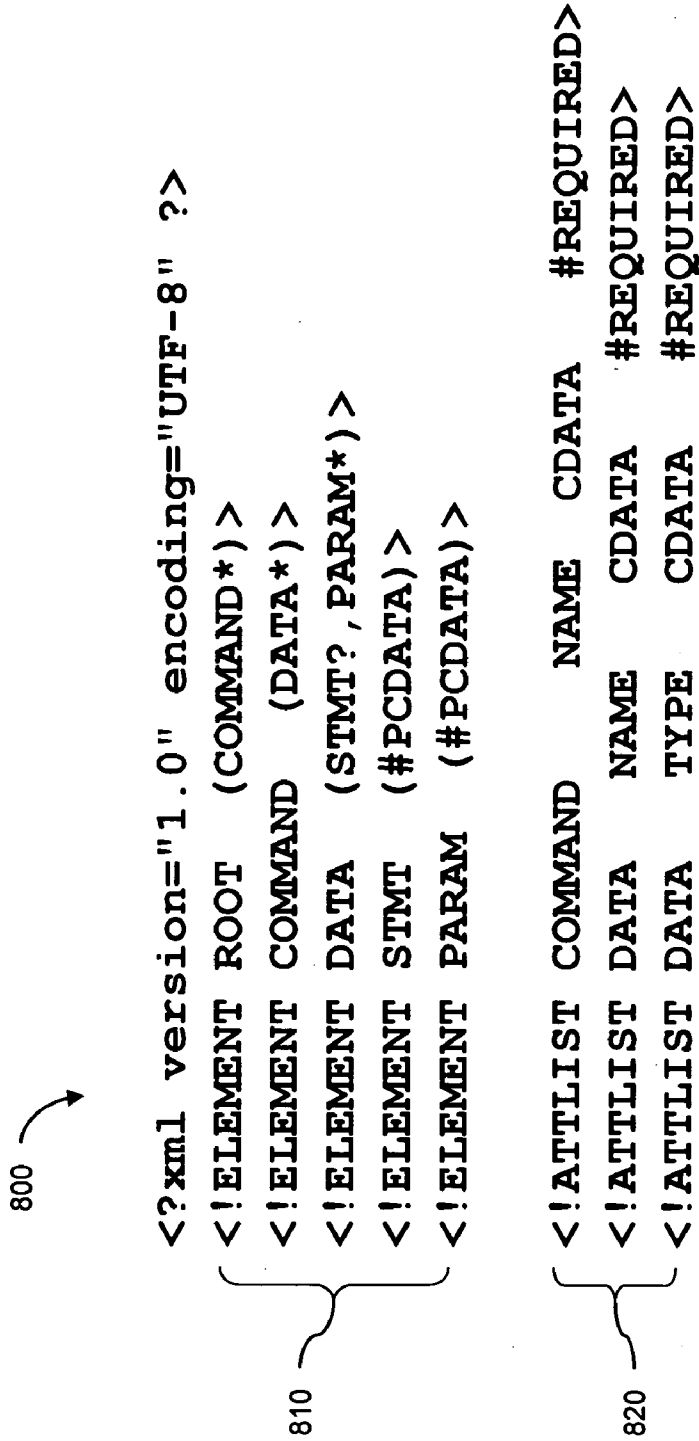 800
<?xml version="1.0" encoding="UTF-8" ?>
<!ELEMENT ROOT (COMMAND*)>
<!ELEMENT COMMAND (DATA*)>
<!ELEMENT DATA (STMT?,PARAM*)>
<!ELEMENT STMT (#PCDATA)>
<!ELEMENT PARAM (#PCDATA)>
810
<!ATTLIST COMMAND NAME CDATA #REQUIRED>
<!ATTLIST DATA NAME CDATA #REQUIRED>
<!ATTLIST DATA TYPE CDATA #REQUIRED>
820